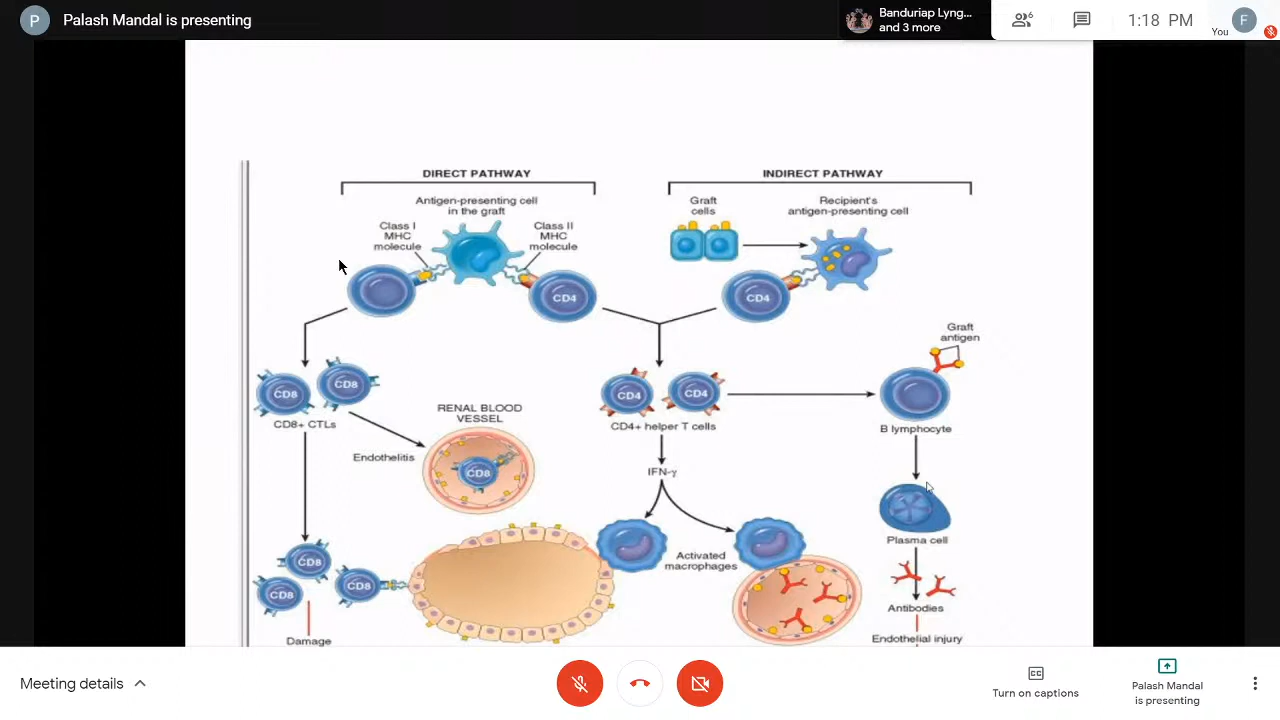 P
Palash Mandal is presenting
Banduriap Lyng...
and 3 more
6
1:18 PM
You
F
DIRECT PATHWAY
Antigen-presenting cell
in the graft
Class I
MHC
molecule
Class II
MHC
molecule
CD4
INDIRECT PATHWAY
Graft
cells
Recipient's
antigen-presenting cell
CD4
Graft
antigen
CD8
CD8
CD8+ CTLs
RENAL BLOOD
VESSEL
Endothelitis
CD8
CD4
CD4
CD4+ helper T cells
B lymphocyte
IFN-γ
Activated
macrophages
Plasma cell
Antibodies
Endothelial injury
CD8
CD8
CD8
Damage
Meeting details
CC
Turn on captions
Palash Mandal
is presenting